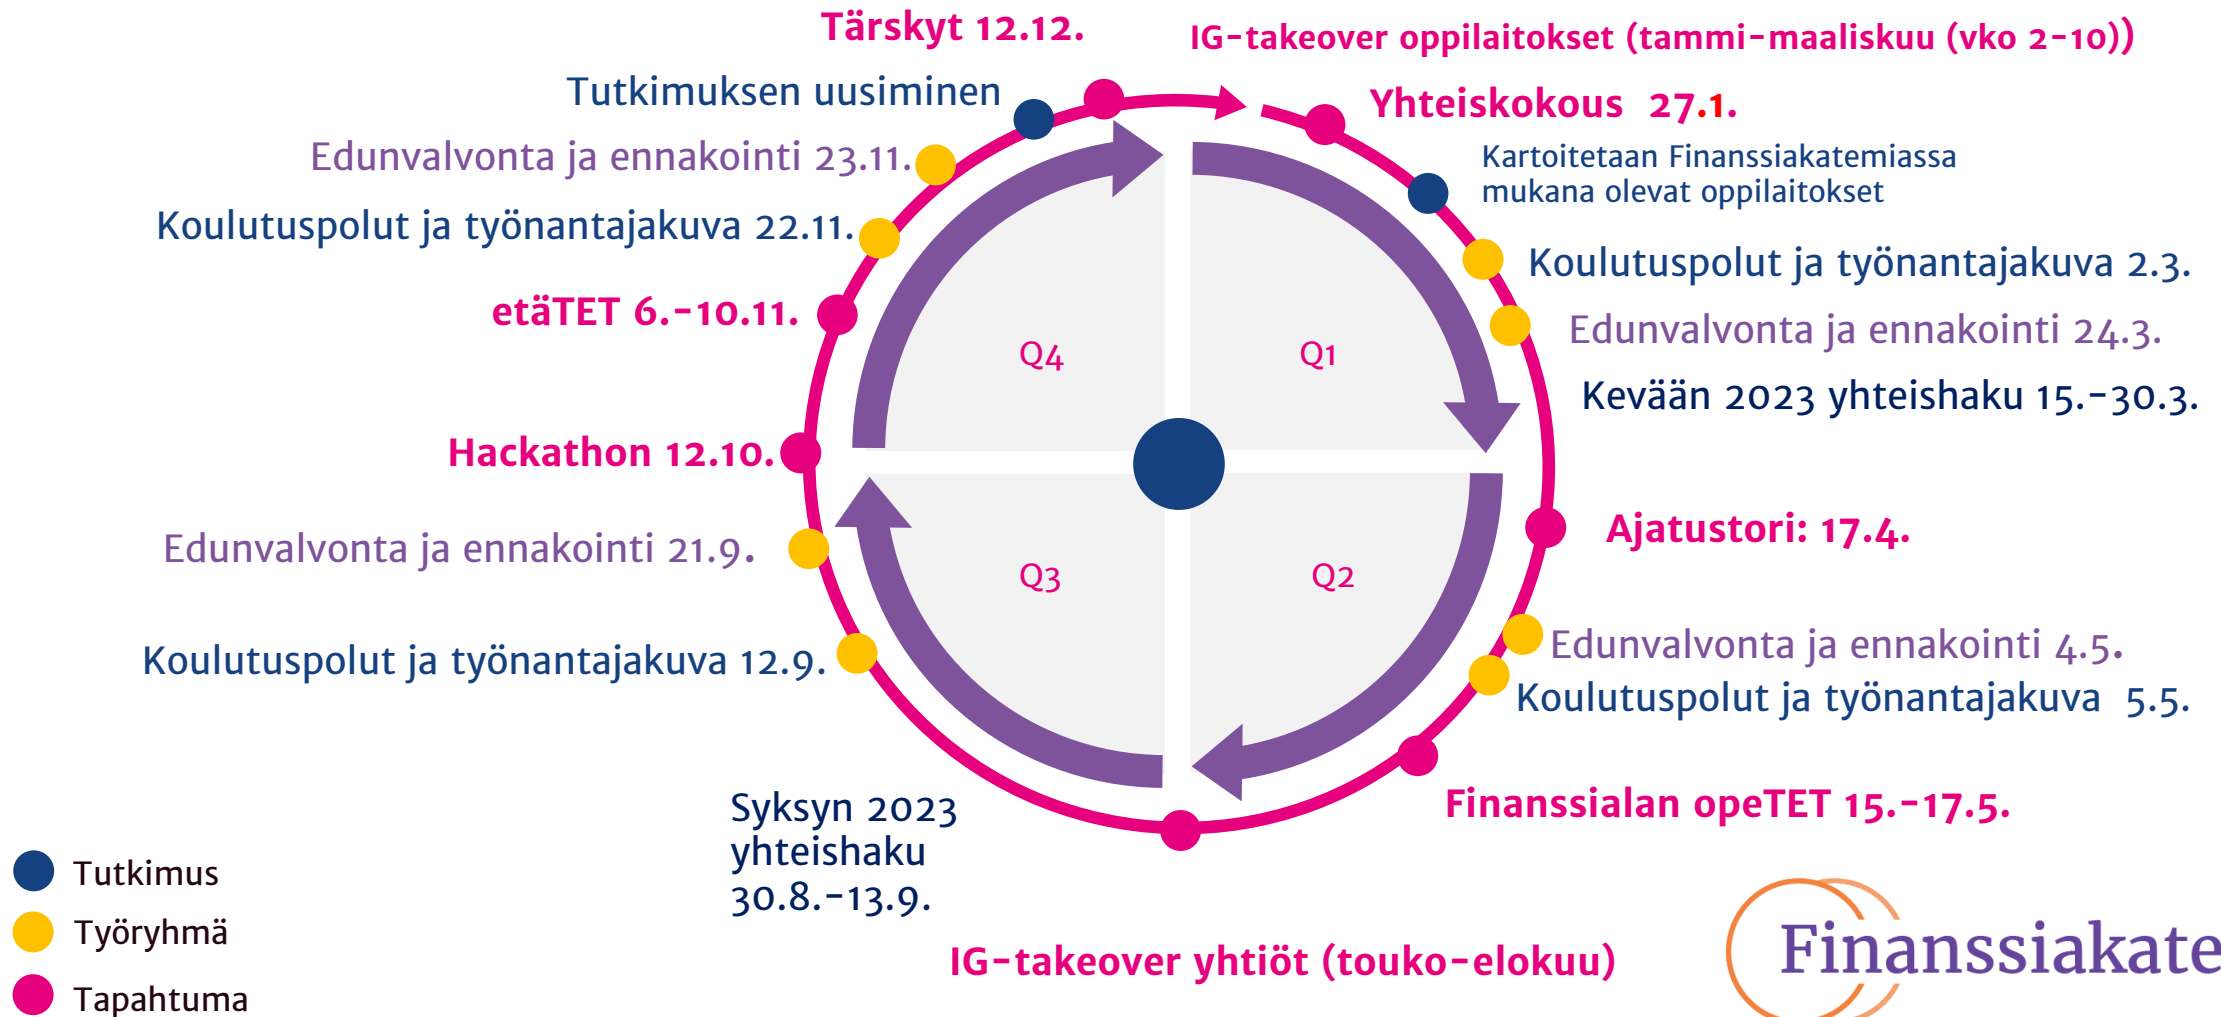 Tärskyt 12.12.
IG-takeover oppilaitokset (tammi-maaliskuu (vko 2-10))
Tutkimuksen uusiminen
Yhteiskokous 27.1.
Edunvalvonta ja ennakointi 23.11.
Kartoitetaan Finanssiakatemiassa
mukana olevat oppilaitokset
Koulutuspolut ja työnantajakuva 22.11.
Koulutuspolut ja työnantajakuva 2.3.
etäTET 6.-10.11.
Edunvalvonta ja ennakointi 24.3.
Q4
Q1
Kevään 2023 yhteishaku 15.-30.3.
Hackathon 12.10.
Ajatustori: 17.4.
Edunvalvonta ja ennakointi 21.9.
Q3
Q2
Edunvalvonta ja ennakointi 4.5.
Koulutuspolut ja työnantajakuva 12.9.
Koulutuspolut ja työnantajakuva 5.5.
Finanssialan opeTET 15.-17.5.
Syksyn 2023
yhteishaku
30.8.-13.9.
Tutkimus
Työryhmä
Tapahtuma
IG-takeover yhtiöt (touko-elokuu)
Finanssiakate